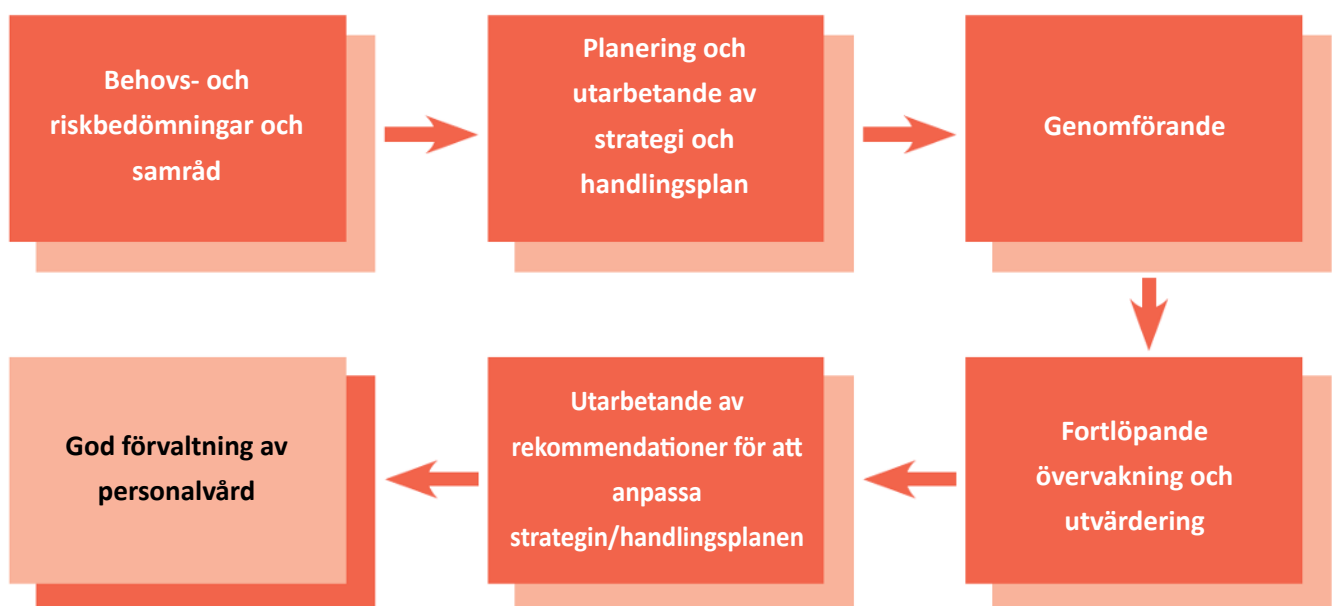 Behovs- och
riskbedömningar och
samråd
Planering och
utarbetande av
strategi och
handlingsplan
Genomförande
Fortlöpande
övervakning och
utvärdering
Utarbetande av
rekommendationer för att
anpassa
strategin/handlingsplanen
God förvaltning av
personalvård